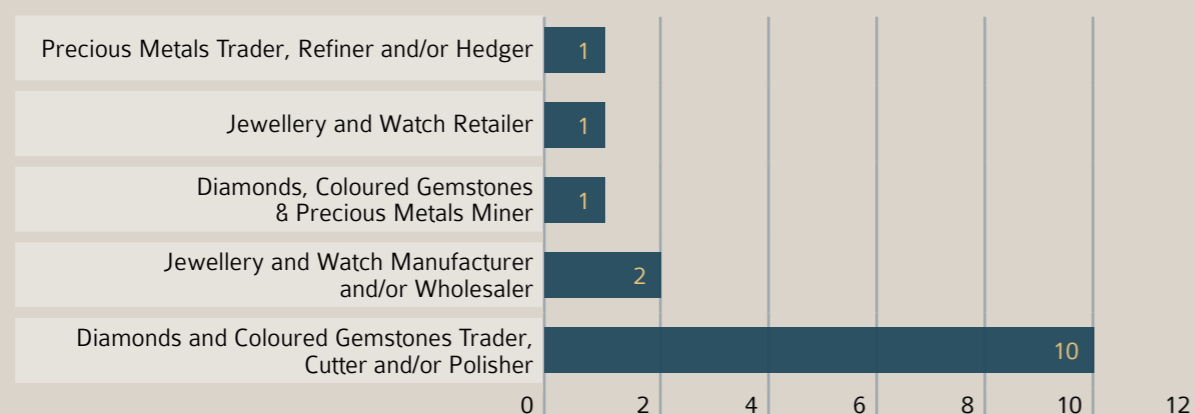 Precious Metals Trader, Refiner and/or Hedger
1
Jewellery and Watch Retailer
1
Diamonds, Coloured Gemstones
& Precious Metals Miner
1
Jewellery and Watch Manufacturer
and/or Wholesaler
2
Diamonds and Coloured Gemstones Trader,
Cutter and/or Polisher
10
0 2 4 6 8 10 12